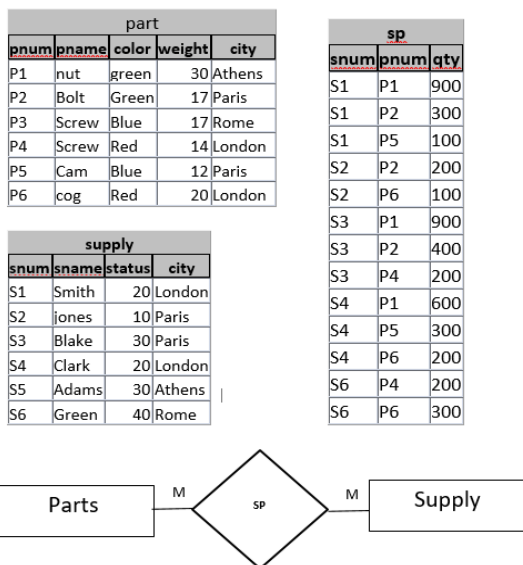 part
pnum pname color weight city
P1 nut green 30 Athens
P2 Bolt Green 17 Paris
P3 Screw Blue 17 Rome
P4 Screw Red 14 London
P5 Cam Blue 12 Paris
P6 cog Red 20 London
supply
snum sname status city
S1 Smith 20 London
S2 jones 10 Paris
S3 Blake 30 Paris
S4 Clark 20 London
S5 Adams 30 Athens
S6 Green 40 Rome
sp
snum pnum qty
S1 P1 900
S1 P2 300
S1 P5 100
S2 P2 200
S2 P6 100
S3 P1 900
S3 P2 400
S3 P4 200
S4 P1 600
S4 P5 300
S4 P6 200
S6 P4 200
S6 P6 300
Parts M SP M Supply